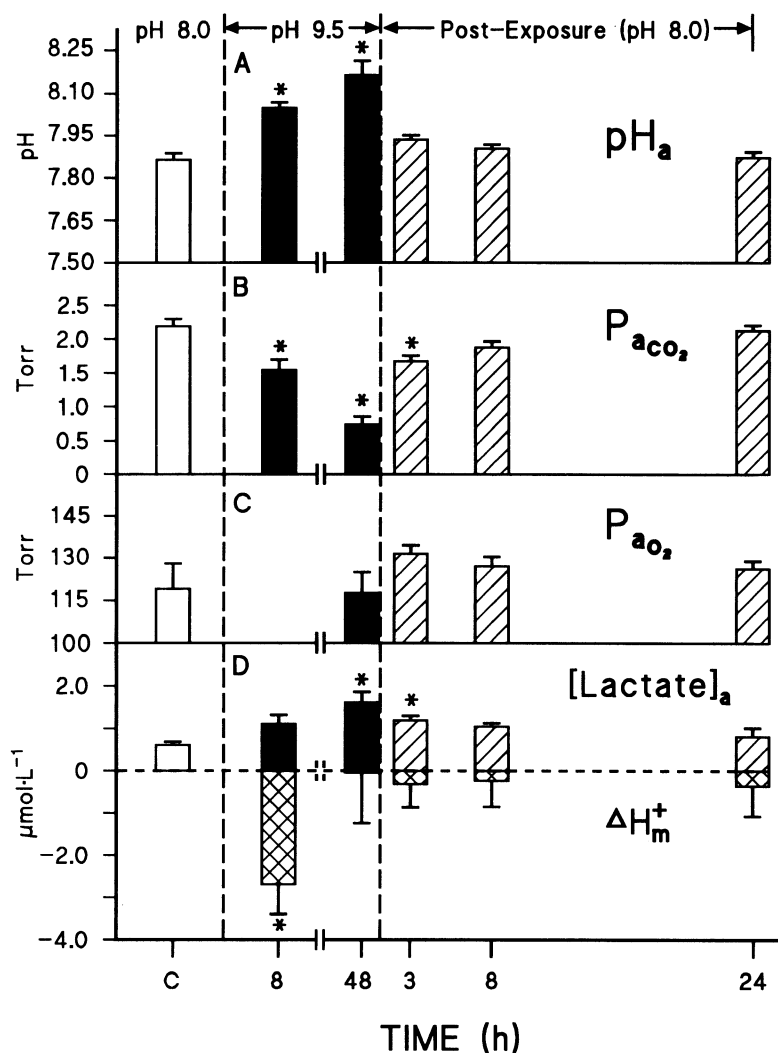 pH 8.0 pH 9.5 Post-Exposure (pH 8.0)
A
8.25
8.10
7.95
7.80
7.65
7.50
pH
* *
pHₐ
B
2.5
2.0
1.5
1.0
0.5
0
Torr
* * *
Pₐco₂
C
145
130
115
100
Torr
Pₐo₂
D
2.0
0
-2.0
-4.0
μmol·L⁻¹
* * *
[Lactate]ₐ
ΔH⁺ₘ
C 8 48 3 8 24
TIME (h)